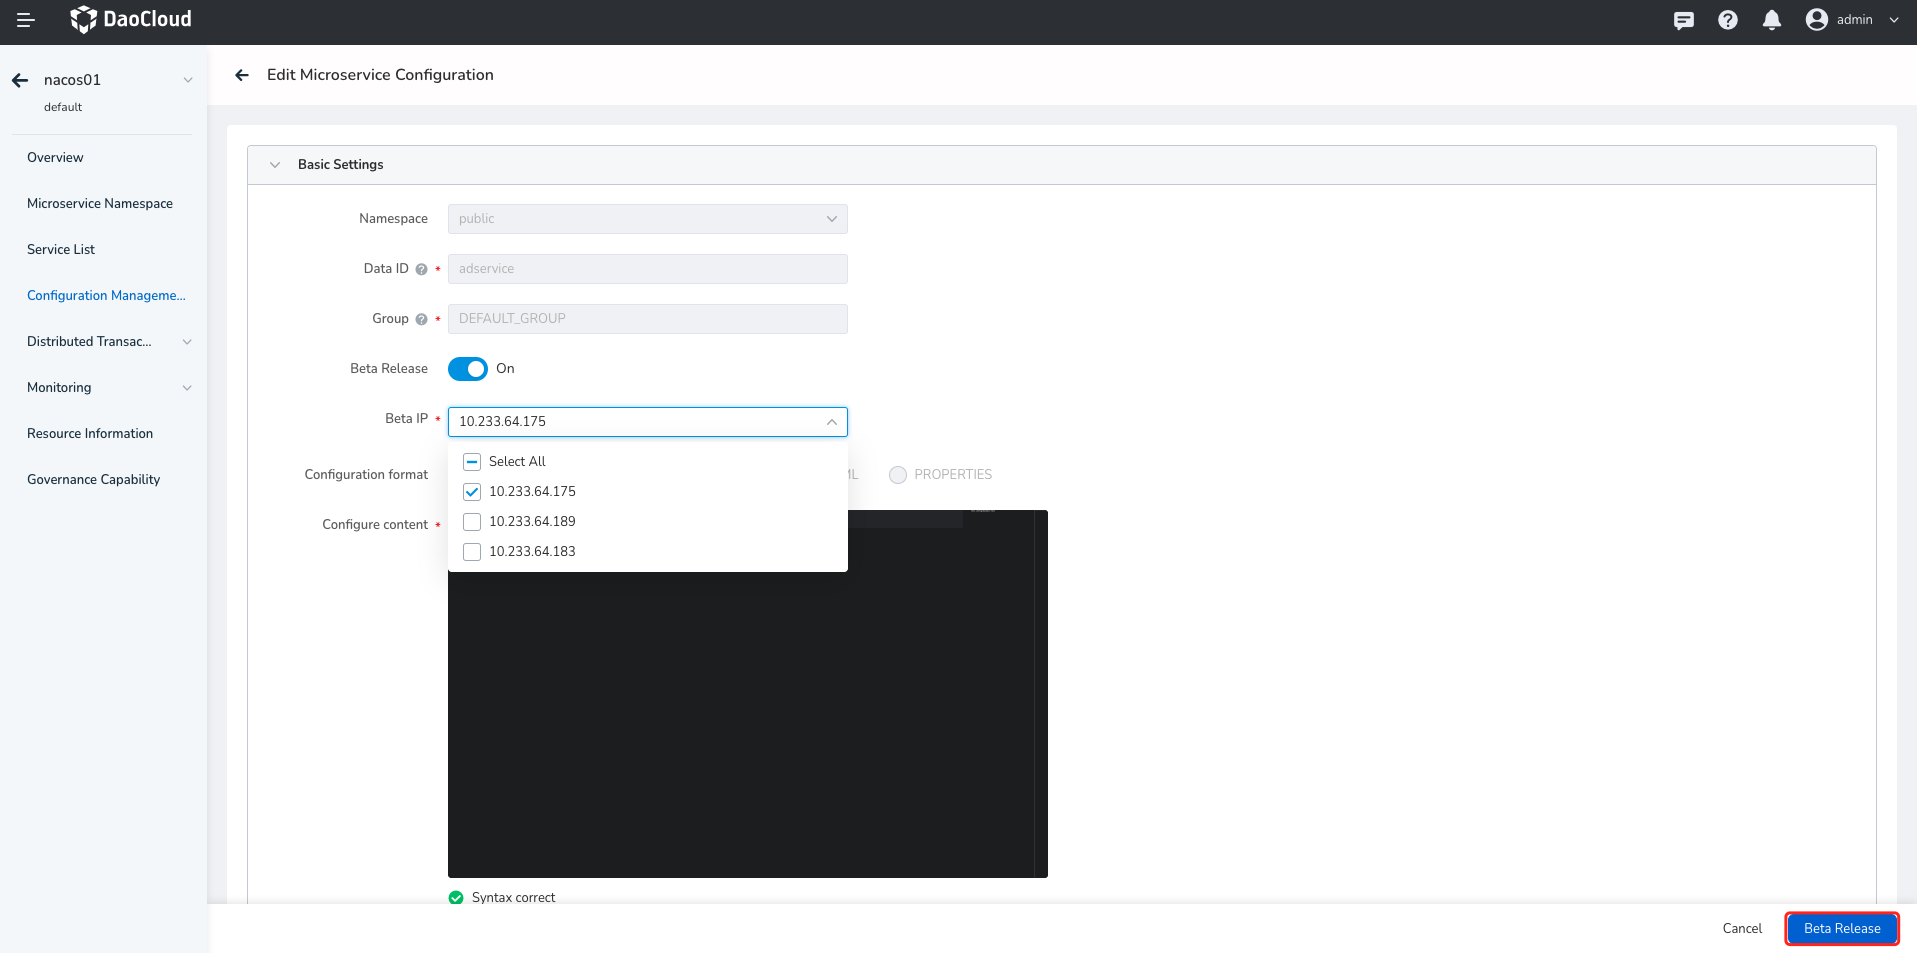 DaoCloud
admin
nacos01
default
Overview
Microservice Namespace
Service List
Configuration Manageme...
Distributed Transac...
Monitoring
Resource Information
Governance Capability
Edit Microservice Configuration
Basic Settings
Namespace
public
Data ID
*
adservice
Group
*
DEFAULT_GROUP
Beta Release
On
Beta IP
*
10.233.64.175
Select All
10.233.64.175
10.233.64.189
10.233.64.183
Configuration format
PROPERTIES
Configure content
*
Syntax correct
Cancel
Beta Release